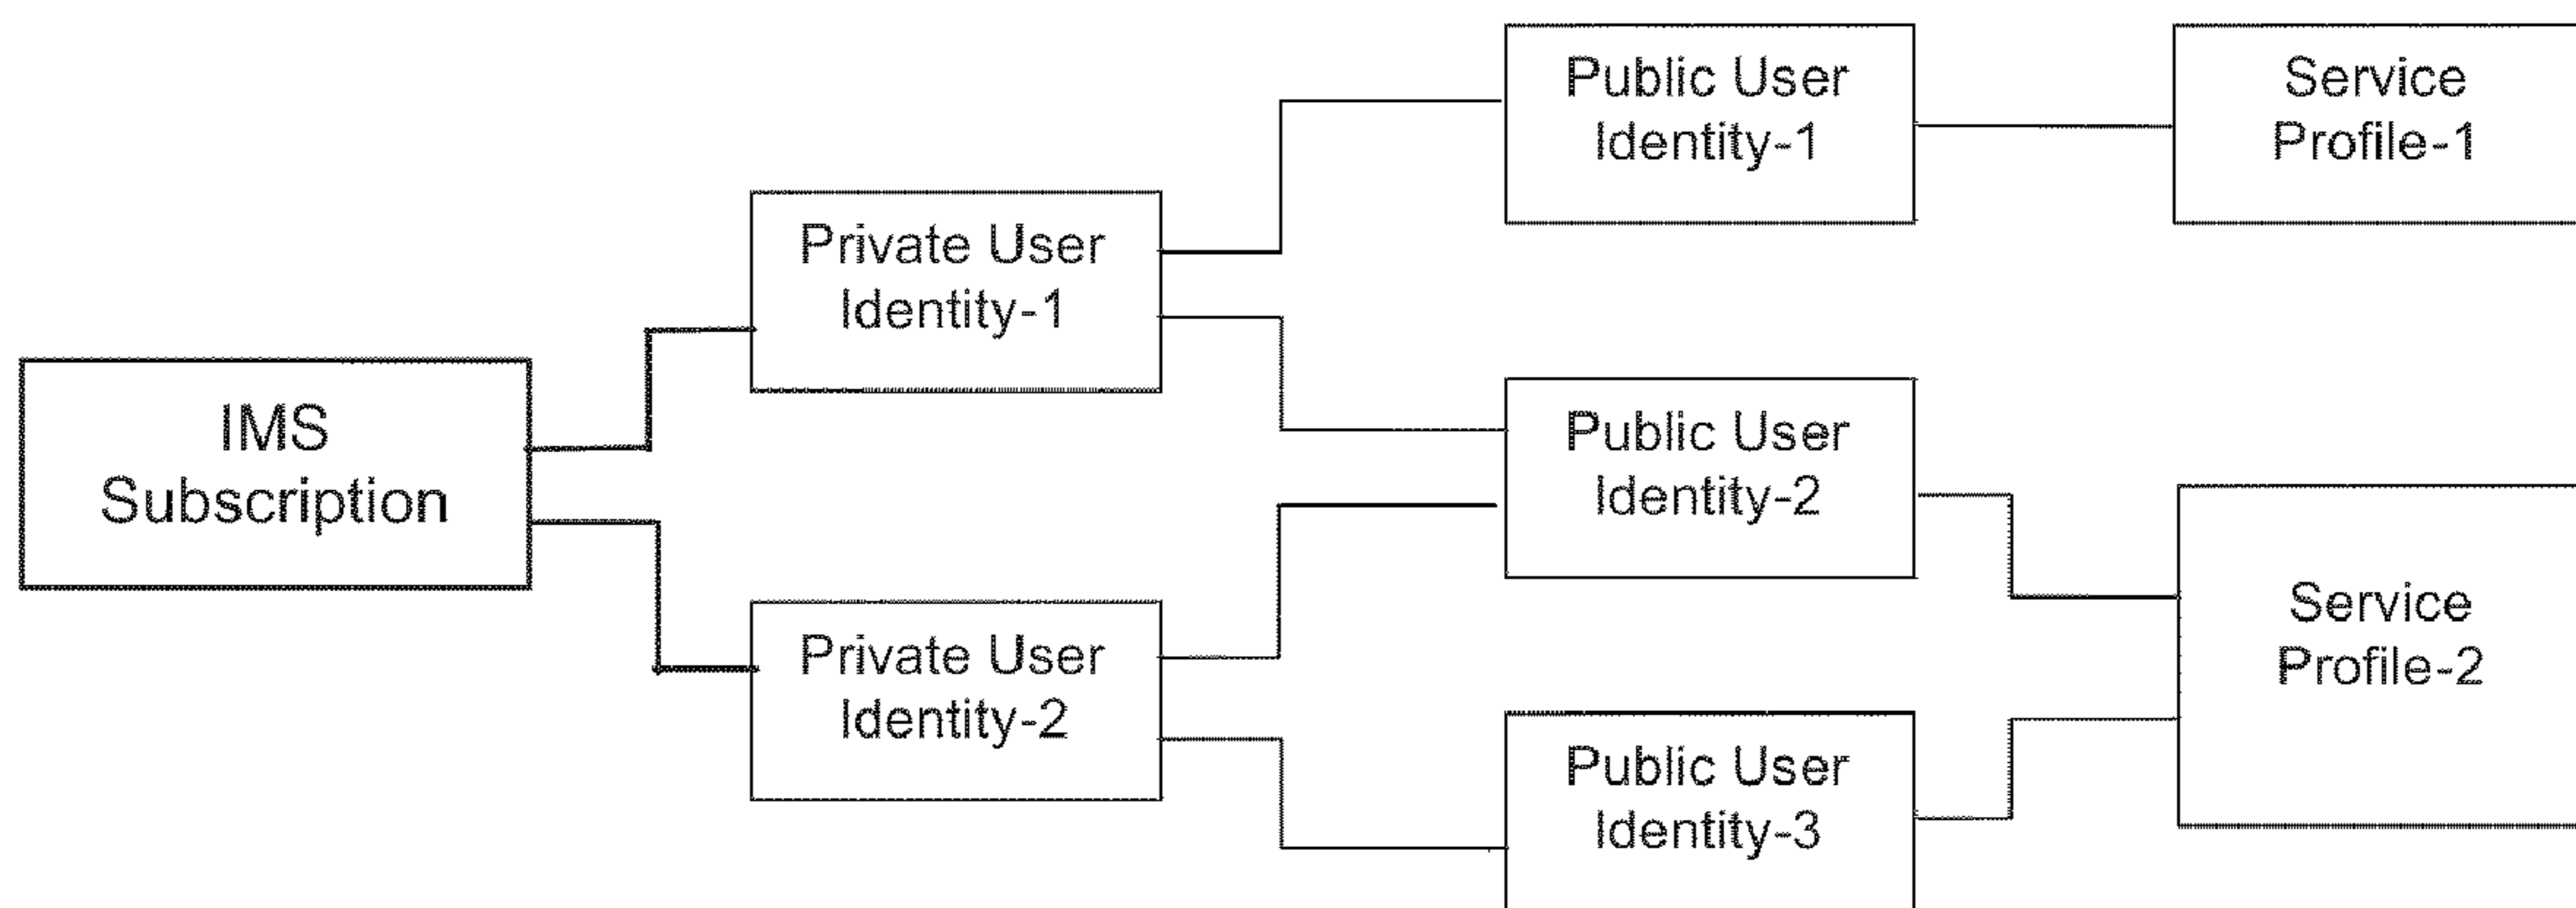 IMS
Subscription
Private User
Identity-1
Private User
Identity-2
Public User
Identity-1
Public User
Identity-2
Public User
Identity-3
Service
Profile-1
Service
Profile-2